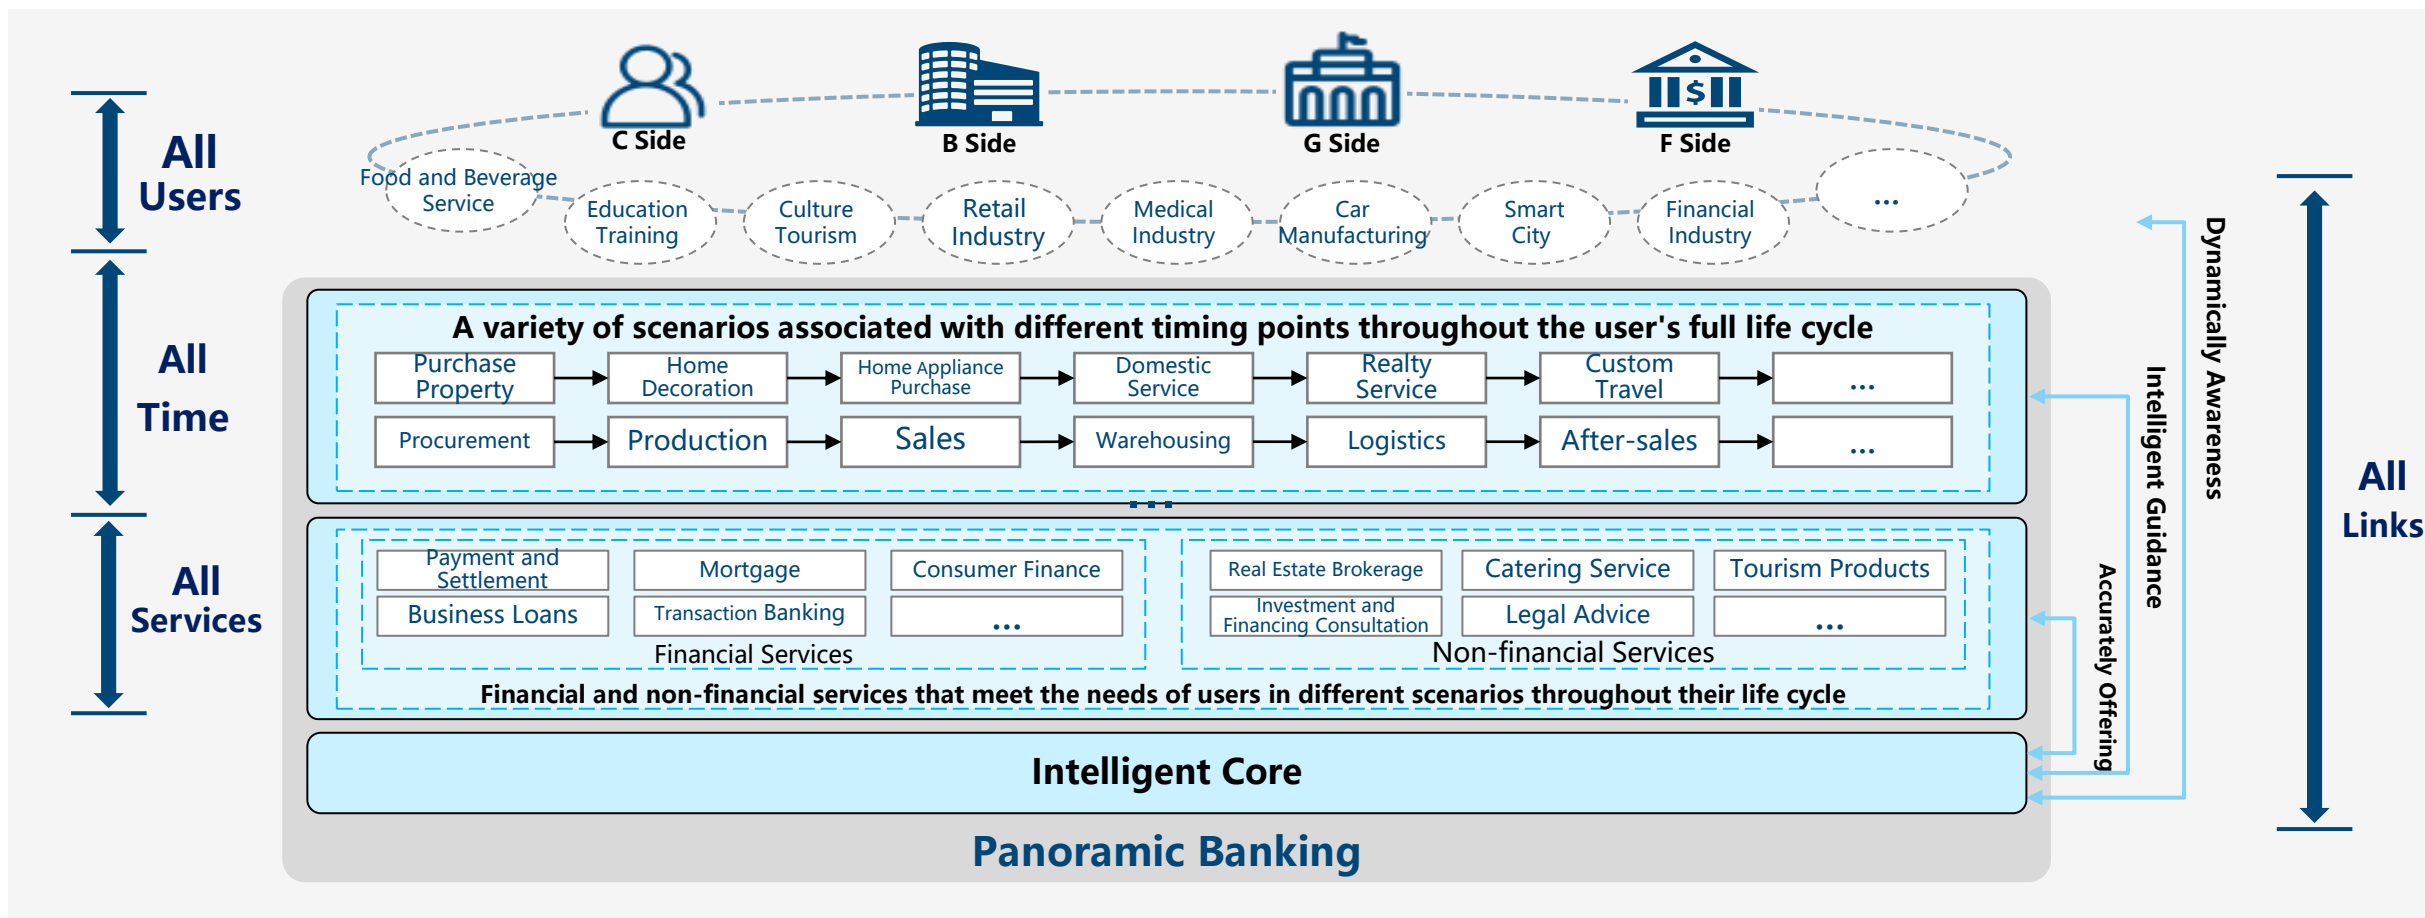 C Side
B Side
G Side
F Side
All
Users
Food and Beverage
Service
Education
Training
Culture
Tourism
Retail
Industry
Medical
Industry
Car
Manufacturing
Smart
City
Financial
Industry
...
All
Time
A variety of scenarios associated with different timing points throughout the user's full life cycle
Purchase
Property
Home
Decoration
Home Appliance
Purchase
Domestic
Service
Realty
Service
Custom
Travel
...
Procurement
Production
Sales
Warehousing
Logistics
After-sales
...
...
All
Services
Payment and
Settlement
Mortgage
Consumer Finance
Business Loans
Transaction Banking
...
Financial Services
Real Estate Brokerage
Catering Service
Tourism Products
Investment and
Financing Consultation
Legal Advice
...
Non-financial Services
Financial and non-financial services that meet the needs of users in different scenarios throughout their life cycle
Intelligent Core
Panoramic Banking
Accurately Offering
Intelligent Guidance
Dynamically Awareness
All
Links